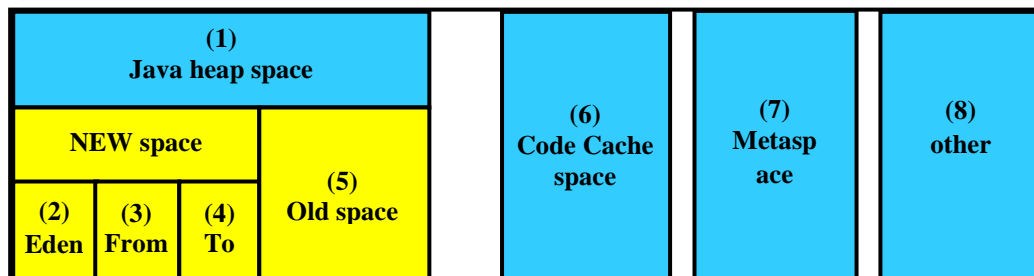 (1)
Java heap space
NEW space
(2)
Eden
(3)
From
(4)
To
(5)
Old space
(6)
Code Cache
space
(7)
Metasp
ace
(8)
other